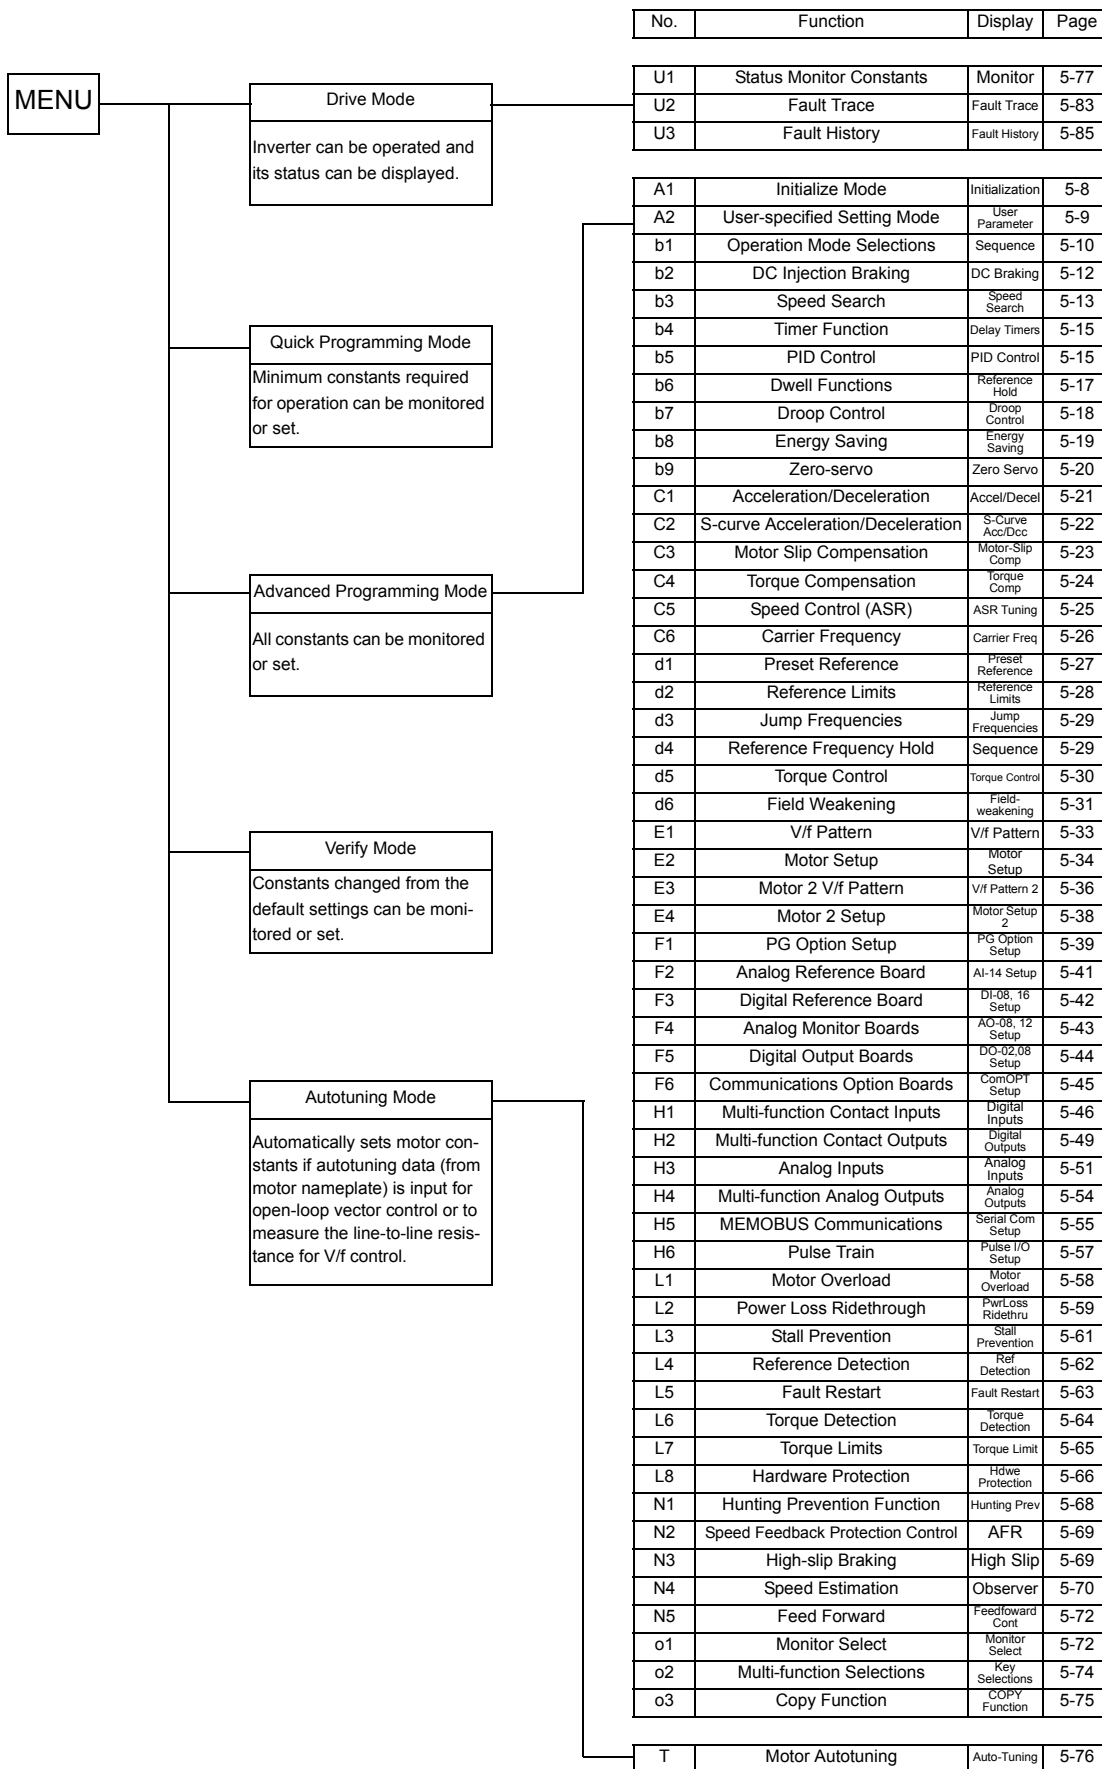 No. Function Display Page
MENU
Drive Mode
Inverter can be operated and
its status can be displayed.
Quick Programming Mode
Minimum constants required
for operation can be monitored
or set.
Advanced Programming Mode
All constants can be monitored
or set.
Verify Mode
Constants changed from the
default settings can be moni-
tored or set.
Autotuning Mode
Automatically sets motor con-
stants if autotuning data (from
motor nameplate) is input for
open-loop vector control or to
measure the line-to-line resis-
tance for V/f control.
U1 Status Monitor Constants Monitor 5-77
U2 Fault Trace Fault Trace 5-83
U3 Fault History Fault History 5-85
A1 Initialize Mode Initialization 5-8
A2 User-specified Setting Mode User Parameter 5-9
b1 Operation Mode Selections Sequence 5-10
b2 DC Injection Braking DC Braking 5-12
b3 Speed Search Speed Search 5-13
b4 Timer Function Delay Timers 5-15
b5 PID Control PID Control 5-15
b6 Dwell Functions Reference Hold 5-17
b7 Droop Control Droop Control 5-18
b8 Energy Saving Energy Saving 5-19
b9 Zero-servo Zero Servo 5-20
C1 Acceleration/Deceleration Accel/Decel 5-21
C2 S-curve Acceleration/Deceleration S-Curve Acc/Dcc 5-22
C3 Motor Slip Compensation Motor-Slip Comp 5-23
C4 Torque Compensation Torque Comp 5-24
C5 Speed Control (ASR) ASR Tuning 5-25
C6 Carrier Frequency Carrier Freq 5-26
d1 Preset Reference Preset Reference 5-27
d2 Reference Limits Reference Limits 5-28
d3 Jump Frequencies Jump Frequencies 5-29
d4 Reference Frequency Hold Sequence 5-29
d5 Torque Control Torque Control 5-30
d6 Field Weakening Field-weakening 5-31
E1 V/f Pattern V/f Pattern 5-33
E2 Motor Setup Motor Setup 5-34
E3 Motor 2 V/f Pattern V/f Pattern 2 5-36
E4 Motor 2 Setup Motor Setup 2 5-38
F1 PG Option Setup PG Option Setup 5-39
F2 Analog Reference Board AI-14 Setup 5-41
F3 Digital Reference Board DI-08, 16 Setup 5-42
F4 Analog Monitor Boards AO-08, 12 Setup 5-43
F5 Digital Output Boards DO-02,08 Setup 5-44
F6 Communications Option Boards ComOPT Setup 5-45
H1 Multi-function Contact Inputs Digital Inputs 5-46
H2 Multi-function Contact Outputs Digital Outputs 5-49
H3 Analog Inputs Analog Inputs 5-51
H4 Multi-function Analog Outputs Analog Outputs 5-54
H5 MEMOBUS Communications Serial Com Setup 5-55
H6 Pulse Train Pulse I/O Setup 5-57
L1 Motor Overload Motor Overload 5-58
L2 Power Loss Ridethrough PwrLoss Ridethru 5-59
L3 Stall Prevention Stall Prevention 5-61
L4 Reference Detection Ref Detection 5-62
L5 Fault Restart Fault Restart 5-63
L6 Torque Detection Torque Detection 5-64
L7 Torque Limits Torque Limit 5-65
L8 Hardware Protection Hdwe Protection 5-66
N1 Hunting Prevention Function Hunting Prev 5-68
N2 Speed Feedback Protection Control AFR 5-69
N3 High-slip Braking High Slip 5-69
N4 Speed Estimation Observer 5-70
N5 Feed Forward Feedfoward Cont 5-72
o1 Monitor Select Monitor Select 5-72
o2 Multi-function Selections Key Selections 5-74
o3 Copy Function COPY Function 5-75
T Motor Autotuning Auto-Tuning 5-76